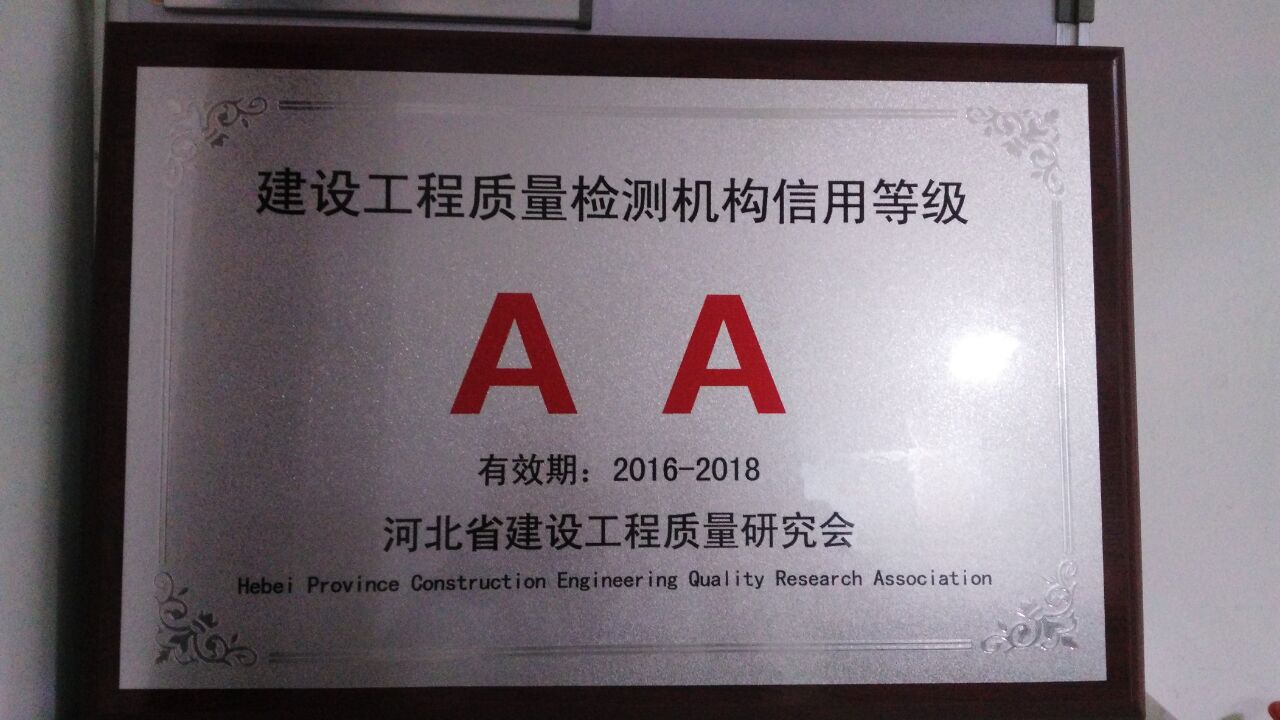 建设工程质量检测机构信用等级
A A
有效期：2016-2018
河北省建设工程质量研究会
Hebei Province Construction Engineering Quality Research Association